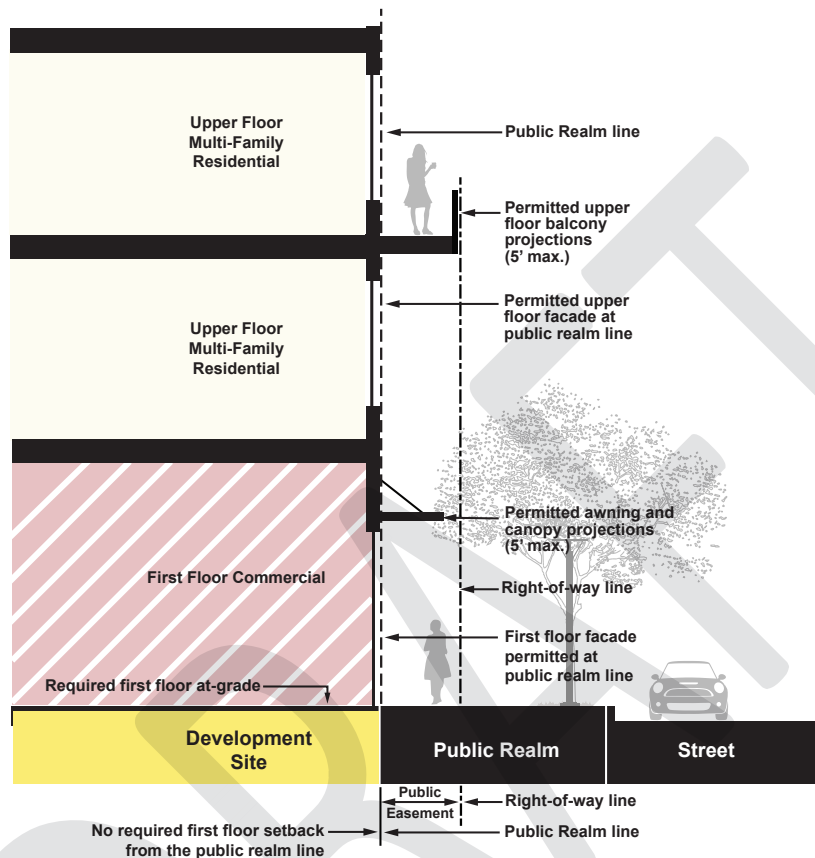 Upper Floor
Multi-Family
Residential
Public Realm line
Permitted upper
floor balcony
projections
(5' max.)
Permitted upper
floor facade at
public realm line
Upper Floor
Multi-Family
Residential
Permitted awning and
canopy projections
(5' max.)
First Floor Commercial
Right-of-way line
First floor facade
permitted at
public realm line
Required first floor at-grade
Development
Site
Public Realm
Street
Public
Easement
Right-of-way line
No required first floor setback
from the public realm line
Public Realm line
DRAFT